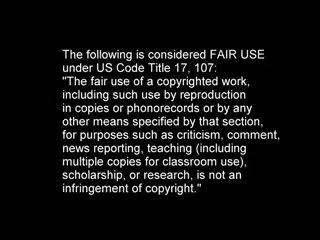 The following is considered FAIR USE
under US Code Title 17, 107:
"The fair use of a copyrighted work,
including such use by reproduction
in copies or phonorecords or by any
other means specified by that section,
for purposes such as criticism, comment,
news reporting, teaching (including
multiple copies for classroom use),
scholarship, or research, is not an
infringement of copyright."